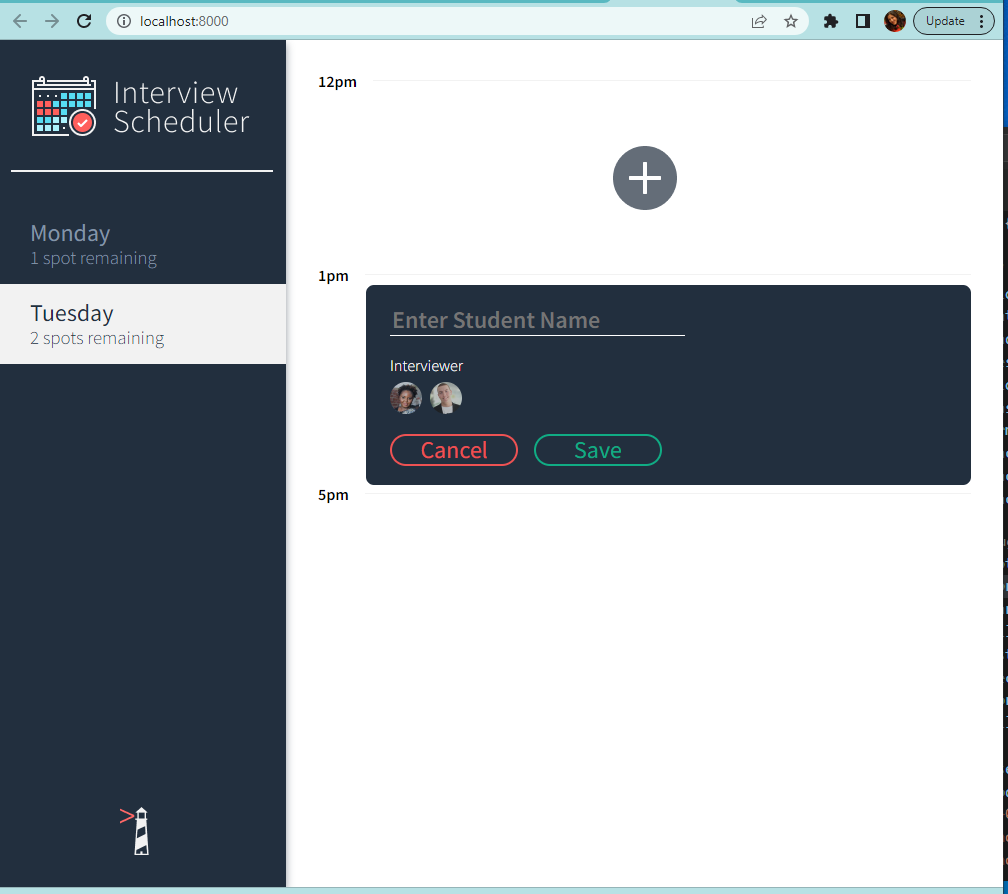 localhost:8000
Update
Interview
Scheduler
Monday
1 spot remaining
Tuesday
2 spots remaining
12pm
1pm
Enter Student Name
Interviewer
Cancel
Save
5pm